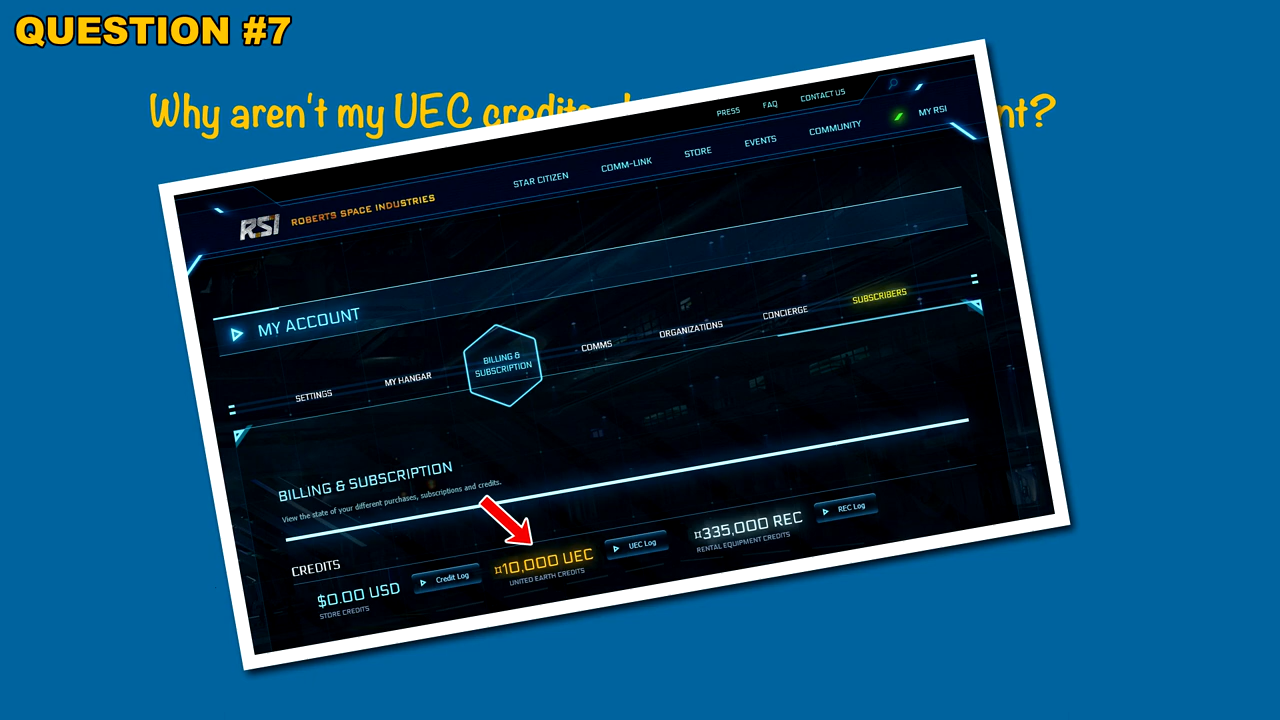 QUESTION #7
Why aren't my UEC credits
PRESS FAQ CONTACT US
STAR CITIZEN COMM-LINK STORE EVENTS COMMUNITY MY RSI
RSI ROBERTS SPACE INDUSTRIES
MY ACCOUNT
SETTINGS MY HANGAR BILLING & SUBSCRIPTION COMMS ORGANIZATIONS CONCIERGE SUBSCRIBERS
BILLING & SUBSCRIPTION
View the state of your different purchases, subscriptions and credits.
CREDITS
$0.00 USD Credit Log ¤10,000 UEC UEC Log ¤335,000 REC REC Log
STORE CREDITS UNITED EARTH CREDITS RENTAL EQUIPMENT CREDITS